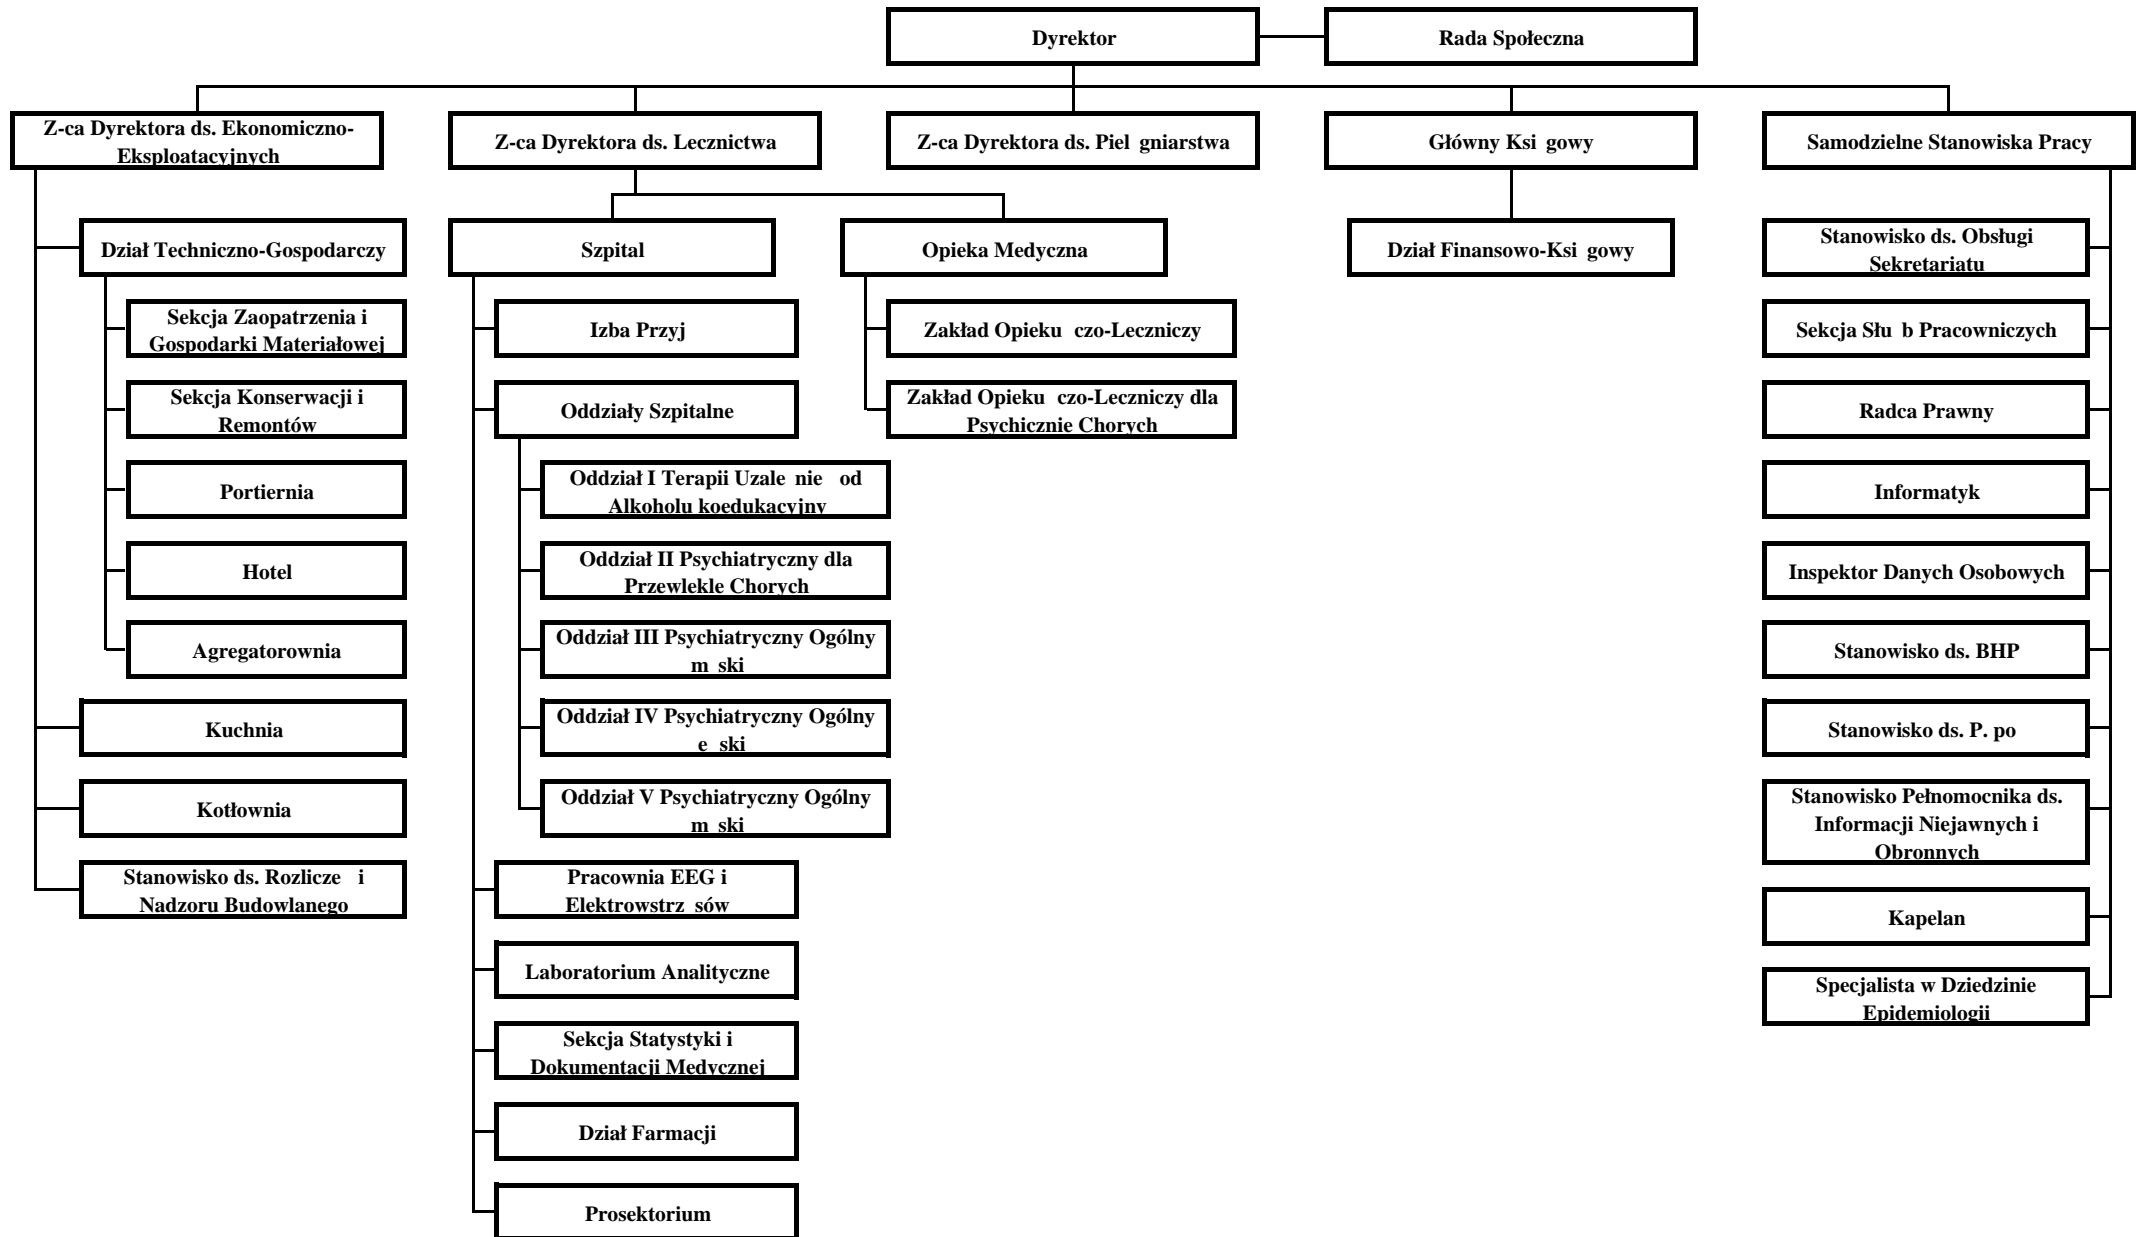 Dyrektor
Rada Społeczna
Z-ca Dyrektora ds. Ekonomiczno-
Eksploatacyjnych
Z-ca Dyrektora ds. Lecznictwa
Z-ca Dyrektora ds. Piel gniarstwa
Główny Ksi gowy
Samodzielne Stanowiska Pracy
Dział Techniczno-Gospodarczy
Sekcja Zaopatrzenia i
Gospodarki Materiałowej
Sekcja Konserwacji i
Remontów
Portiernia
Hotel
Agregatorownia
Kuchnia
Kotłownia
Stanowisko ds. Rozlicze i
Nadzoru Budowlanego
Szpital
Izba Przyj
Oddziały Szpitalne
Oddział I Terapii Uzale nie od
Alkoholu koedukacyjny
Oddział II Psychiatryczny dla
Przewlekle Chorych
Oddział III Psychiatryczny Ogólny
m ski
Oddział IV Psychiatryczny Ogólny
e ski
Oddział V Psychiatryczny Ogólny
m ski
Pracownia EEG i
Elektrowstrz sów
Laboratorium Analityczne
Sekcja Statystyki i
Dokumentacji Medycznej
Dział Farmacji
Prosektorium
Opieka Medyczna
Zakład Opieku czo-Leczniczy
Zakład Opieku czo-Leczniczy dla
Psychicznie Chorych
Dział Finansowo-Ksi gowy
Stanowisko ds. Obsługi
Sekretariatu
Sekcja Słu b Pracowniczych
Radca Prawny
Informatyk
Inspektor Danych Osobowych
Stanowisko ds. BHP
Stanowisko ds. P. po
Stanowisko Pełnomocnika ds.
Informacji Niejawnych i
Obronnych
Kapelan
Specjalista w Dziedzinie
Epidemiologii